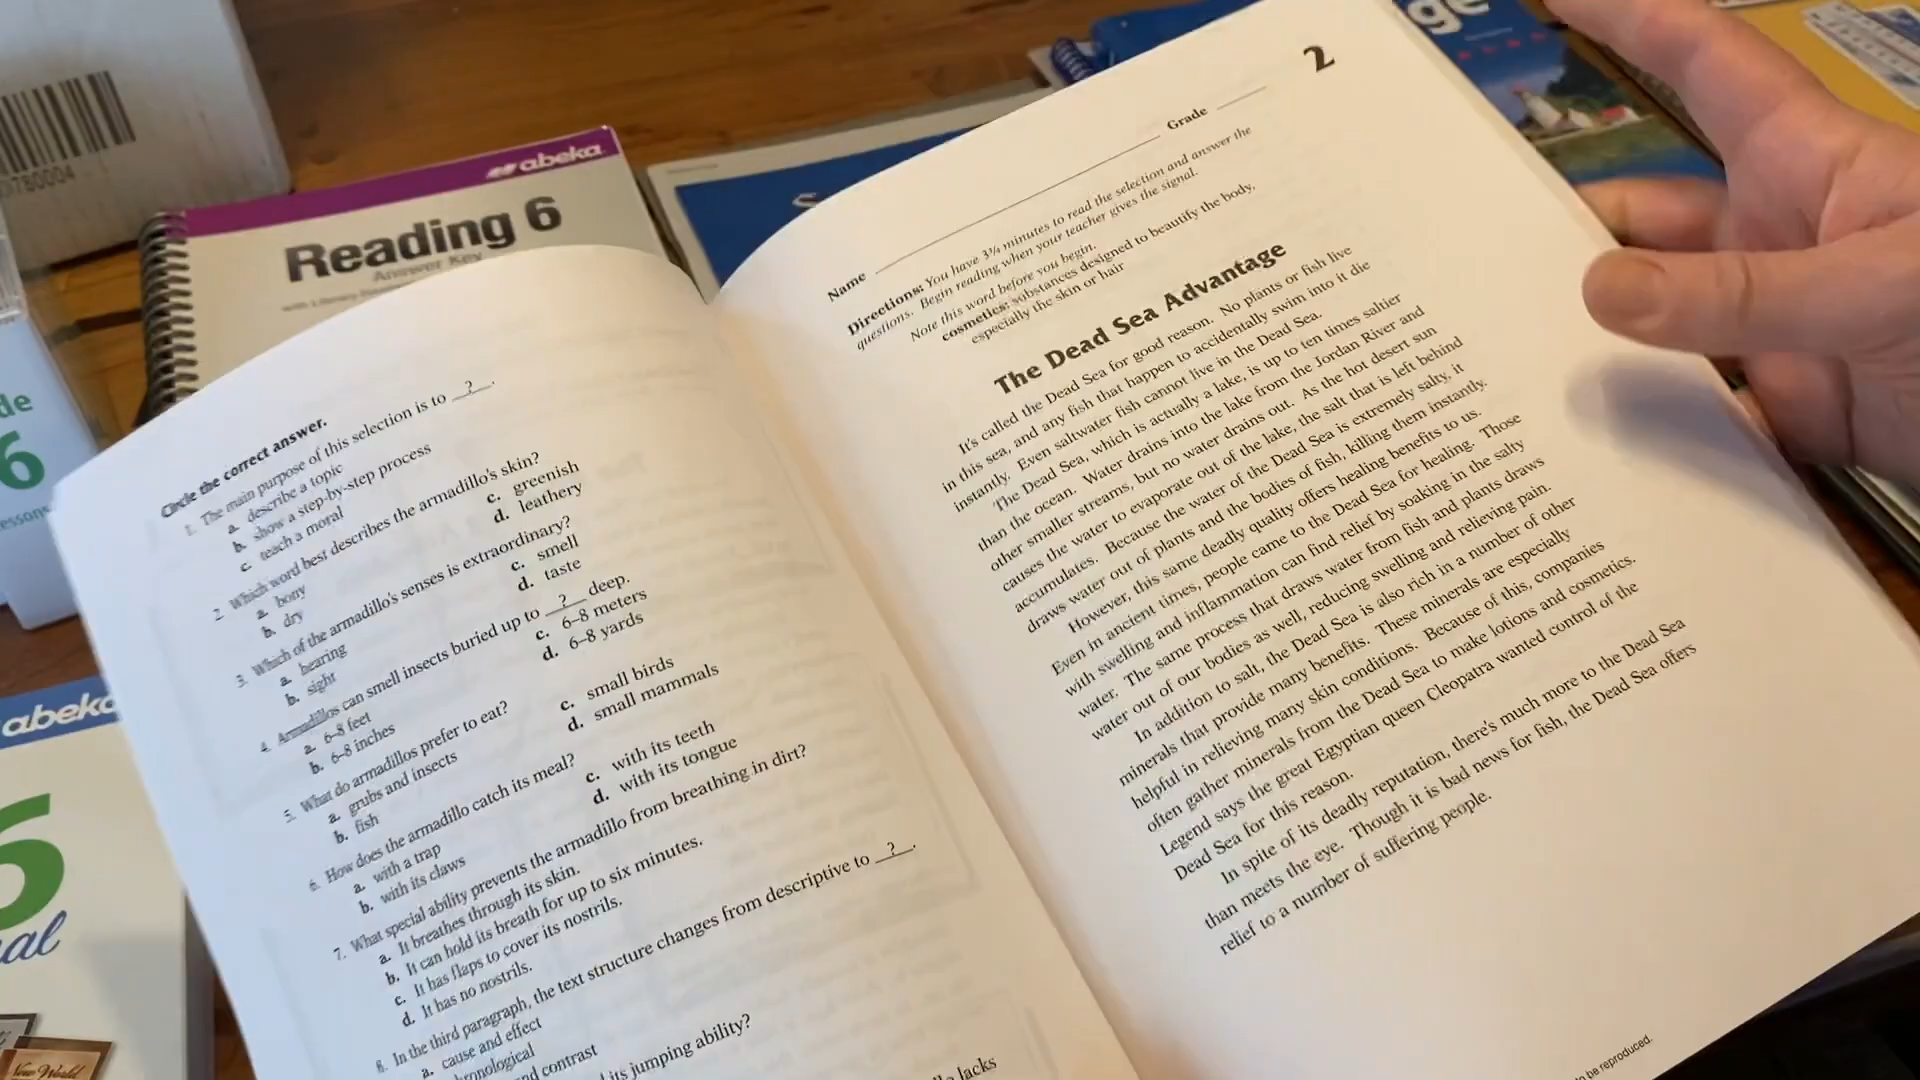 X780004
abeka
Reading 6
Answer Key
de
6
essons
abeka
6
al
New World
ge
Circle the correct answer.
1. The main purpose of this selection is to ? .
a. describe a topic
b. show a step-by-step process
c. teach a moral
2. Which word best describes the armadillo's skin?
a. bony
b. dry
c. greenish
d. leathery
3. Which of the armadillo's senses is extraordinary?
a. hearing
b. sight
c. smell
d. taste
4. Armadillos can smell insects buried up to ? deep.
a. 6–8 feet
b. 6–8 inches
c. 6–8 meters
d. 6–8 yards
5. What do armadillos prefer to eat?
a. grubs and insects
b. fish
c. small birds
d. small mammals
6. How does the armadillo catch its meal?
a. with a trap
b. with its claws
c. with its teeth
d. with its tongue
7. What special ability prevents the armadillo from breathing in dirt?
a. It breathes through its skin.
b. It can hold its breath for up to six minutes.
c. It has flaps to cover its nostrils.
d. It has no nostrils.
8. In the third paragraph, the text structure changes from descriptive to ? .
a. cause and effect
hronological
nd contrast
its jumping ability?
lacks
2
Name Grade
Directions: You have 3¼ minutes to read the selection and answer the
questions. Begin reading when your teacher gives the signal.
Note this word before you begin.
cosmetics: substances designed to beautify the body,
especially the skin or hair
The Dead Sea Advantage
It's called the Dead Sea for good reason. No plants or fish live
in this sea, and any fish that happen to accidentally swim into it die
instantly. Even saltwater fish cannot live in the Dead Sea.
The Dead Sea, which is actually a lake, is up to ten times saltier
than the ocean. Water drains into the lake from the Jordan River and
other smaller streams, but no water drains out. As the hot desert sun
causes the water to evaporate out of the lake, the salt that is left behind
accumulates. Because the water of the Dead Sea is extremely salty, it
draws water out of plants and the bodies of fish, killing them instantly.
However, this same deadly quality offers healing benefits to us.
Even in ancient times, people came to the Dead Sea for healing. Those
with swelling and inflammation can find relief by soaking in the salty
water. The same process that draws water from fish and plants draws
water out of our bodies as well, reducing swelling and relieving pain.
In addition to salt, the Dead Sea is also rich in a number of other
minerals that provide many benefits. These minerals are especially
helpful in relieving many skin conditions. Because of this, companies
often gather minerals from the Dead Sea to make lotions and cosmetics.
Legend says the great Egyptian queen Cleopatra wanted control of the
Dead Sea for this reason.
In spite of its deadly reputation, there's much more to the Dead Sea
than meets the eye. Though it is bad news for fish, the Dead Sea offers
relief to a number of suffering people.
to be reproduced.